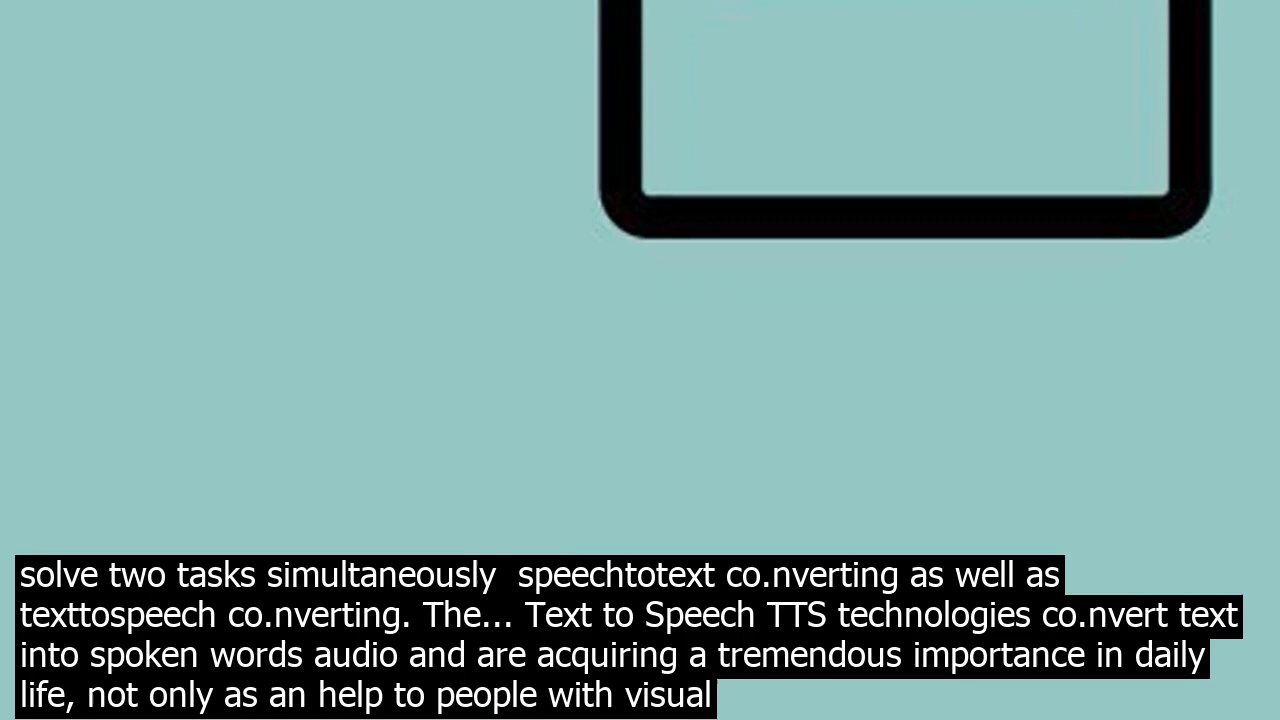 solve two tasks simultaneously  speechtotext co.nverting as well as
texttospeech co.nverting. The... Text to Speech TTS technologies co.nvert text
into spoken words audio and are acquiring a tremendous importance in daily
life, not only as an help to people with visual